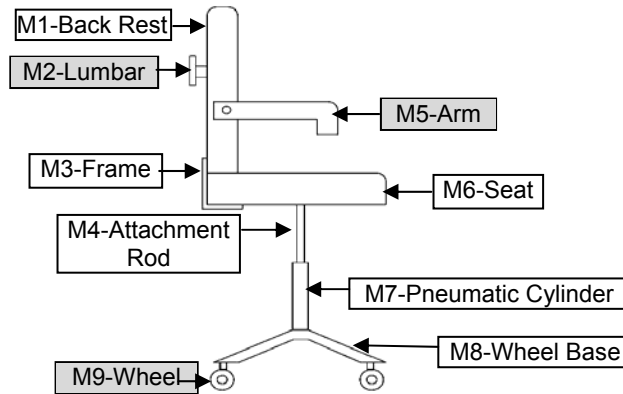 M1-Back Rest
M2-Lumbar
M5-Arm
M3-Frame
M6-Seat
M4-Attachment
Rod
M7-Pneumatic Cylinder
M8-Wheel Base
M9-Wheel